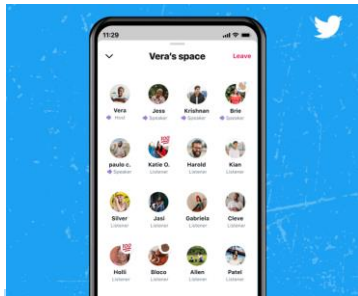 11:29
Vera's space Leave
Vera Jess Krishnan Brie
Host Speaker Speaker Speaker
paulo c. Katie O. Harold Kian
Speaker Listener Listener Listener
Silver Jasi Gabriela Cleve
Listener Listener Listener Listener
Holli Bloco Allen Patel
Listener Listener Listener Listener